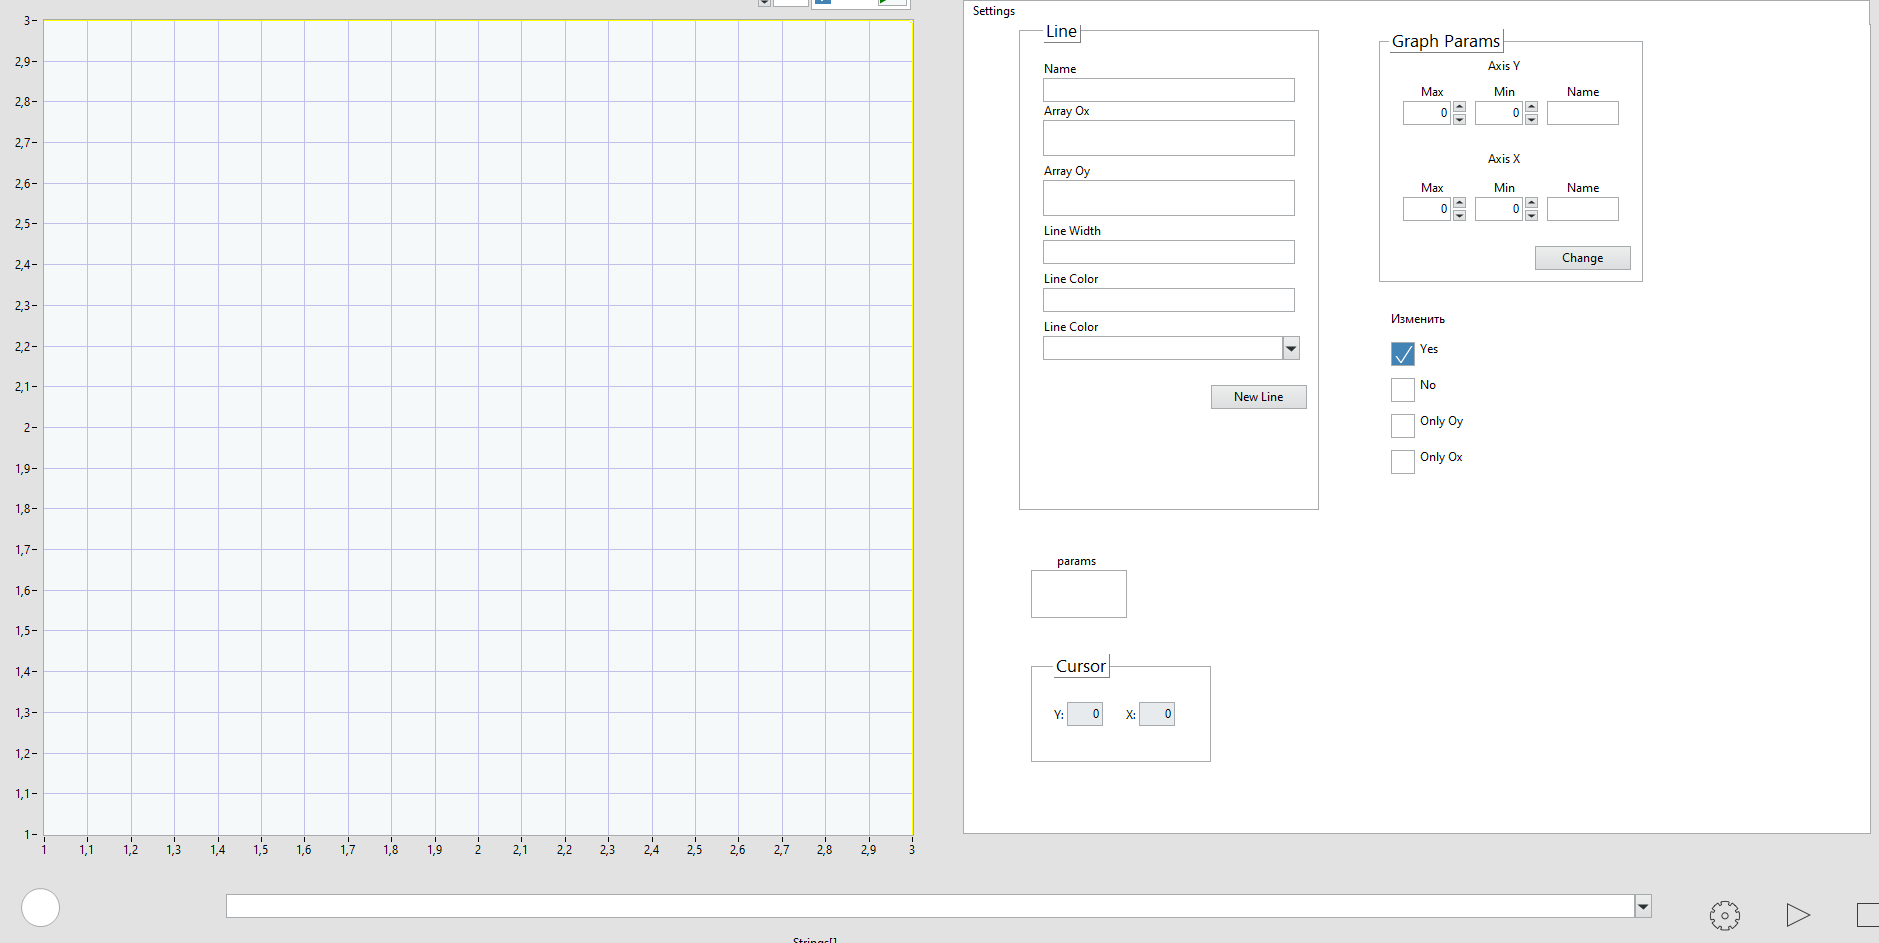 3
2,9
2,8
2,7
2,6
2,5
2,4
2,3
2,2
2,1
2
1,9
1,8
1,7
1,6
1,5
1,4
1,3
1,2
1,1
1
1 1,1 1,2 1,3 1,4 1,5 1,6 1,7 1,8 1,9 2 2,1 2,2 2,3 2,4 2,5 2,6 2,7 2,8 2,9 3
Settings
Line
Name
Array Ox
Array Oy
Line Width
Line Color
Line Color
New Line
Graph Params
Axis Y
Max Min Name
0 0
Axis X
Max Min Name
0 0
Change
Изменить
Yes
No
Only Oy
Only Ox
params
Cursor
Y: 0 X: 0
Strings[]